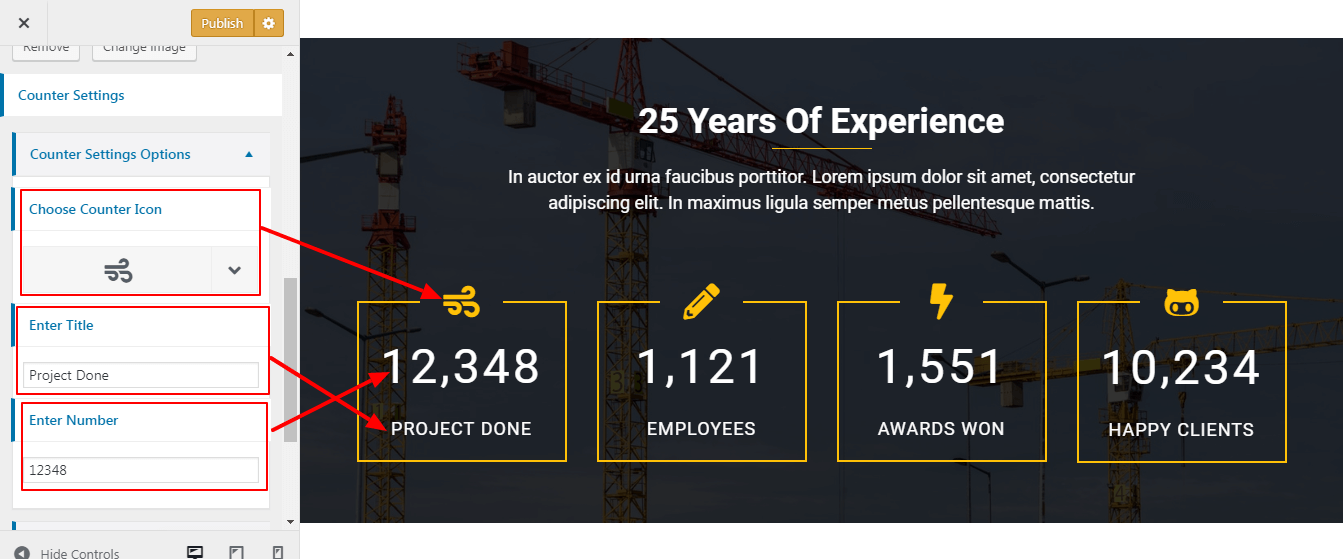 Publish
Remove
Change Image
Counter Settings
Counter Settings Options
Choose Counter Icon
Enter Title
Project Done
Enter Number
12348
Hide Controls
25 Years Of Experience
In auctor ex id urna faucibus porttitor. Lorem ipsum dolor sit amet, consectetur
adipiscing elit. In maximus ligula semper metus pellentesque mattis.
12,348
PROJECT DONE
1,121
EMPLOYEES
1,551
AWARDS WON
10,234
HAPPY CLIENTS